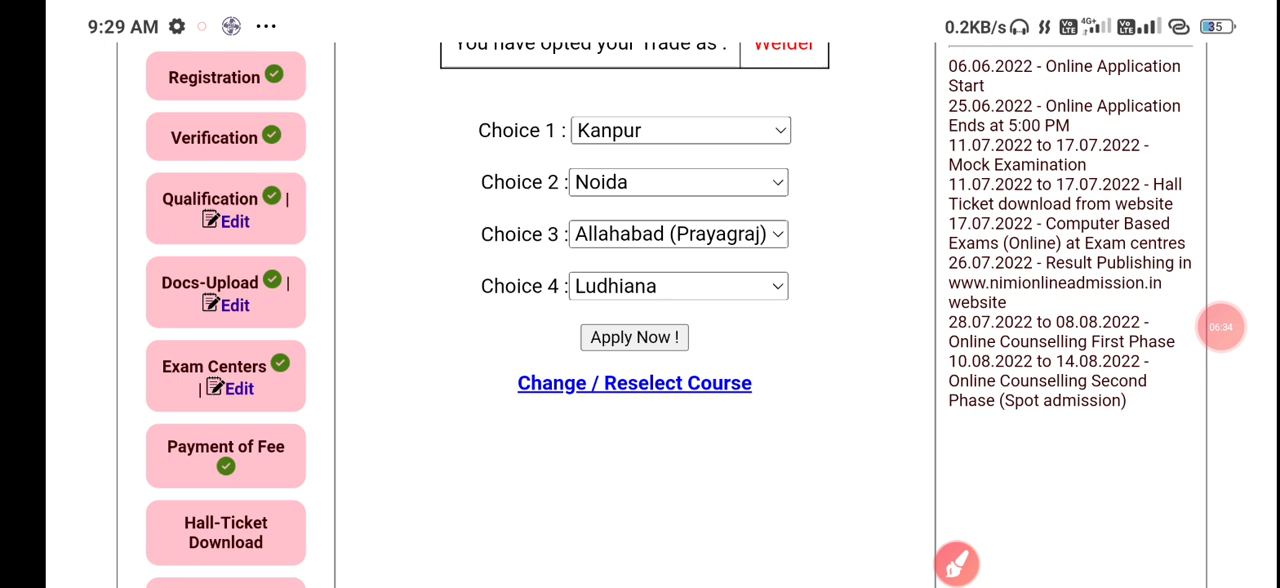 9:29 AM
0.2KB/s
4G+
Vo LTE
Vo LTE
35
Registration
Verification
Qualification |
Edit
Docs-Upload |
Edit
Exam Centers
| Edit
Payment of Fee
Hall-Ticket
Download
You have opted your Trade as : Welder
Choice 1 : Kanpur
Choice 2 : Noida
Choice 3 : Allahabad (Prayagraj)
Choice 4 : Ludhiana
Apply Now !
Change / Reselect Course
06.06.2022 - Online Application
Start
25.06.2022 - Online Application
Ends at 5:00 PM
11.07.2022 to 17.07.2022 -
Mock Examination
11.07.2022 to 17.07.2022 - Hall
Ticket download from website
17.07.2022 - Computer Based
Exams (Online) at Exam centres
26.07.2022 - Result Publishing in
www.nimionlineadmission.in
website
28.07.2022 to 08.08.2022 -
Online Counselling First Phase
10.08.2022 to 14.08.2022 -
Online Counselling Second
Phase (Spot admission)
06:34